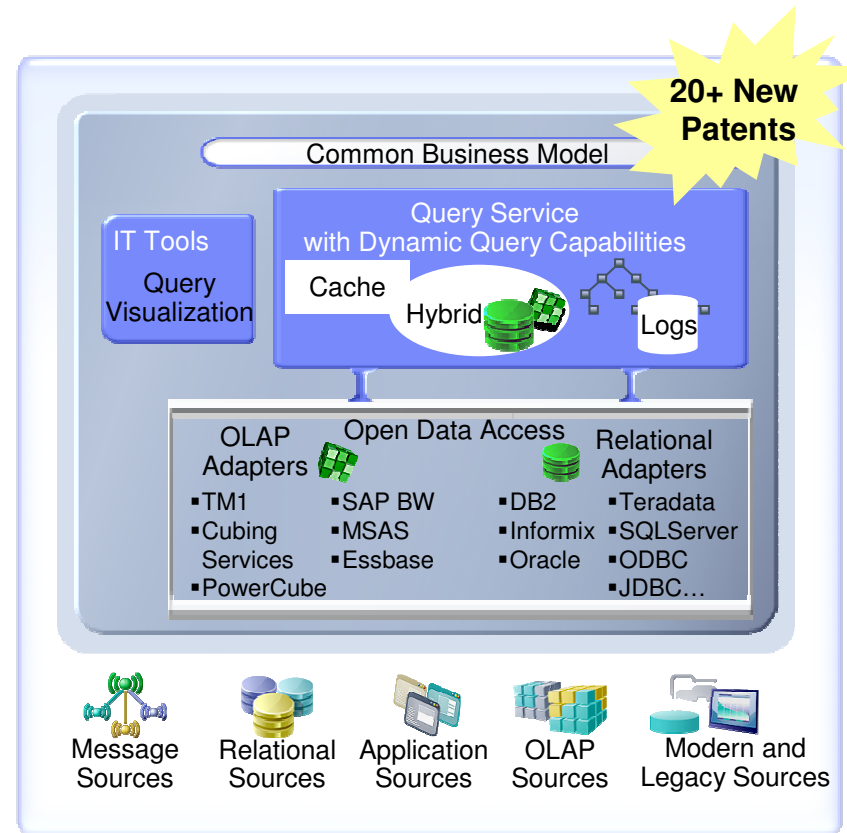 20+ New
Patents
Common Business Model
IT Tools
Query
Visualization
Query Service
with Dynamic Query Capabilities
Cache
Hybrid
Logs
Open Data Access
OLAP
Adapters
▪TM1
▪Cubing
Services
▪PowerCube
▪SAP BW
▪MSAS
▪Essbase
▪DB2
▪Informix
▪Oracle
Relational
Adapters
▪Teradata
▪SQLServer
▪ODBC
▪JDBC…
Message
Sources
Relational
Sources
Application
Sources
OLAP
Sources
Modern and
Legacy Sources